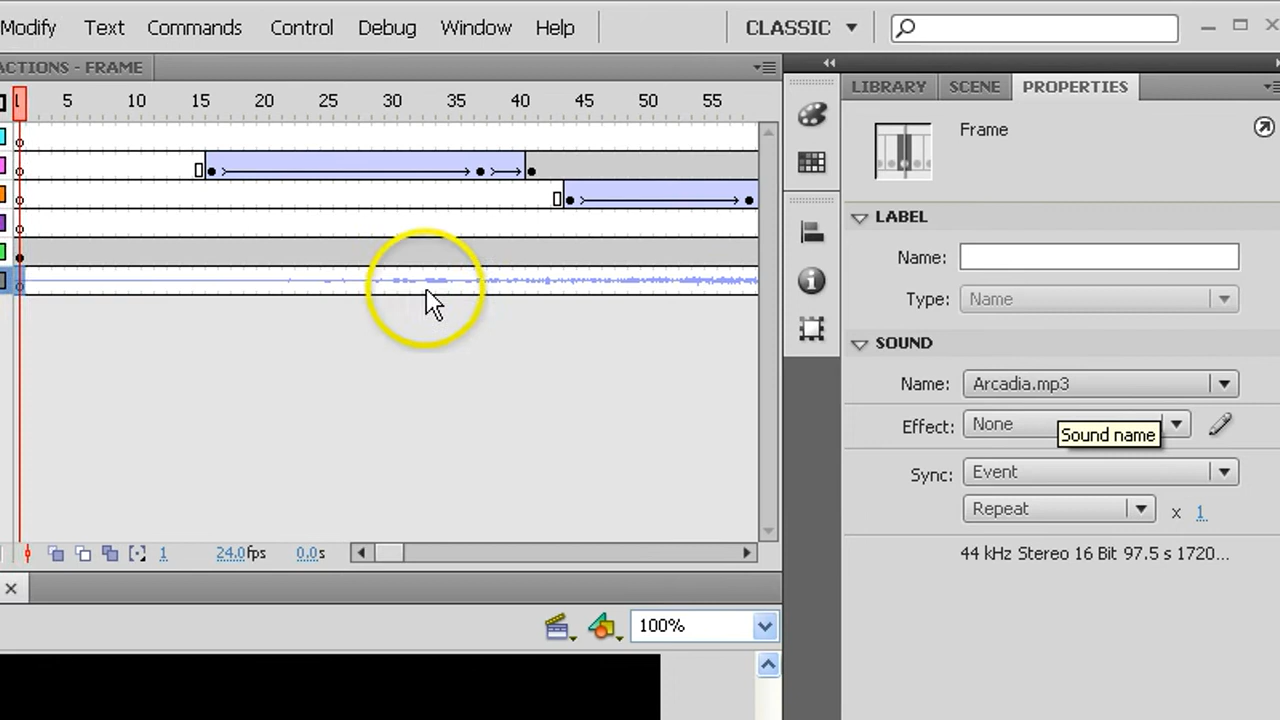 Modify Text Commands Control Debug Window Help CLASSIC
ACTIONS - FRAME
LIBRARY SCENE PROPERTIES
5 10 15 20 25 30 35 40 45 50 55
Frame
LABEL
Name:
Type: Name
SOUND
Name: Arcadia.mp3
Effect: None
Sound name
Sync: Event
Repeat x 1
44 kHz Stereo 16 Bit 97.5 s 1720...
1 24.0fps 0.0s
100%